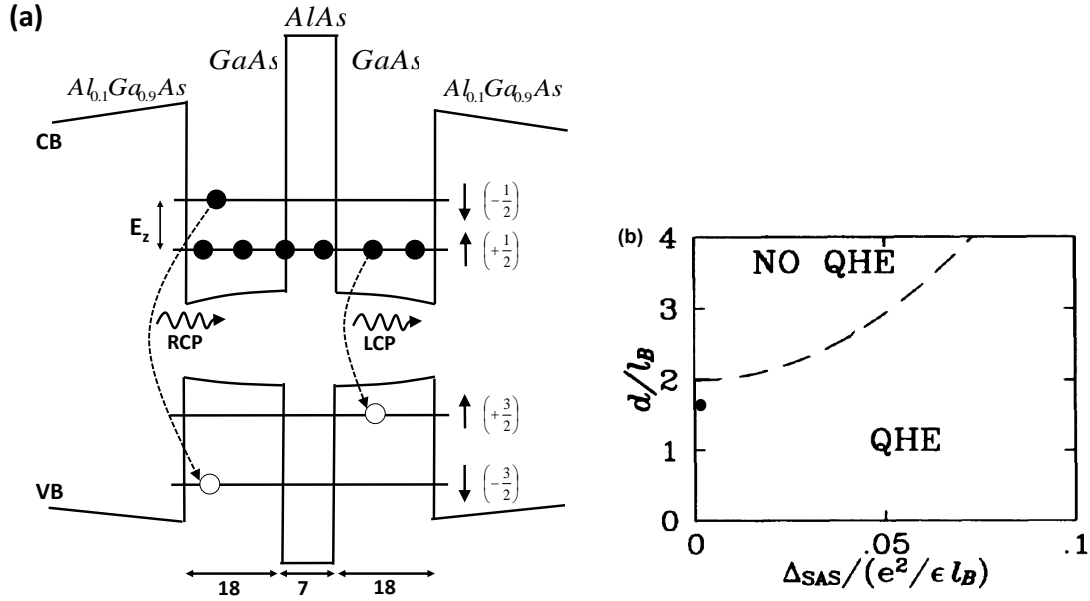 (a)
AlAs
GaAs GaAs
Al0.1Ga0.9As Al0.1Ga0.9As
CB
Ez
(-1/2)
(+1/2)
RCP LCP
(+3/2)
VB
(-3/2)
18 7 18
(b)
4
NO QHE
3
d/lB
2
QHE
1
0
0 .05 .1
ΔSAS/(e²/ϵ lB)